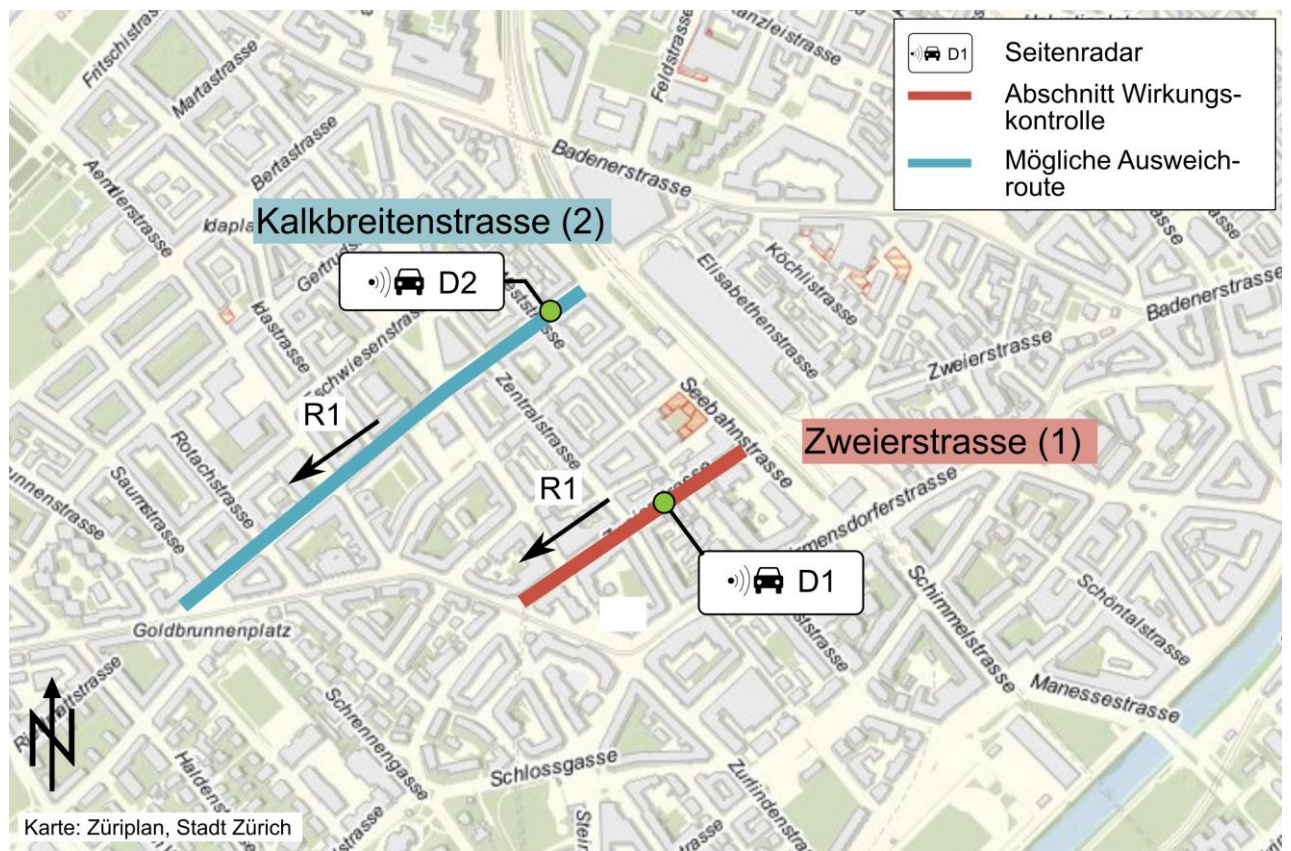 D1
Seitenradar
Abschnitt Wirkungs-
kontrolle
Mögliche Ausweich-
route
Fritschistrasse
Martastrasse
Feldstrasse
Bertastrasse
Badenerstrasse
Aemtlerstrasse
Kalkbreitenstrasse (2)
D2
Köchlistrasse
Elisabethenstrasse
Badenerstrasse
Idastrasse
Zweierstrasse
Zentralstrasse
Seebahnstrasse
R1
Zweierstrasse (1)
Rotachstrasse
Saumstrasse
R1
D1
Schimmelstrasse
Schöntalstrasse
Goldbrunnenplatz
Manessestrasse
Schrennengasse
Schlossgasse
Zurlindenstrasse
N
Karte: Züriplan, Stadt Zürich